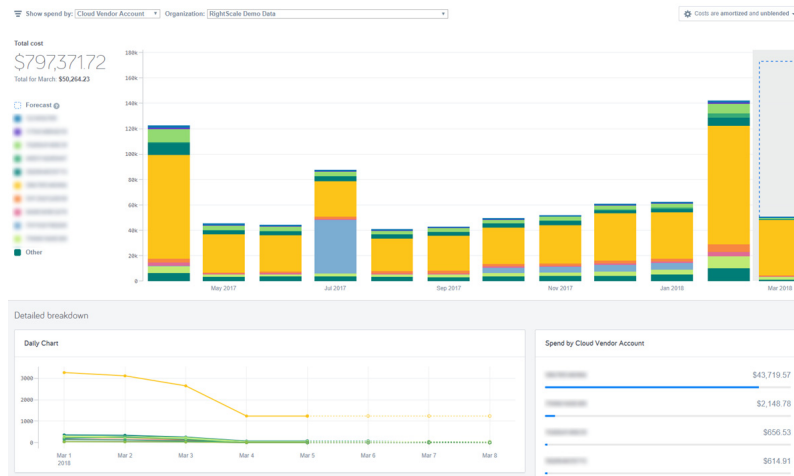 Show spend by: Cloud Vendor Account Organization: RightScale Demo Data
Costs are amortized and unblended
Total cost
$797,371.72
Total for March: $50,264.23
Forecast
Other
180k
160k
140k
120k
100k
80k
60k
40k
20k
0
May 2017 Jul 2017 Sep 2017 Nov 2017 Jan 2018 Mar 2018
Detailed breakdown
Daily Chart
3000
2000
1000
0
Mar 1 Mar 2 Mar 3 Mar 4 Mar 5 Mar 6 Mar 7 Mar 8
2018
Spend by Cloud Vendor Account
$43,719.57
$2,148.78
$656.53
$614.91